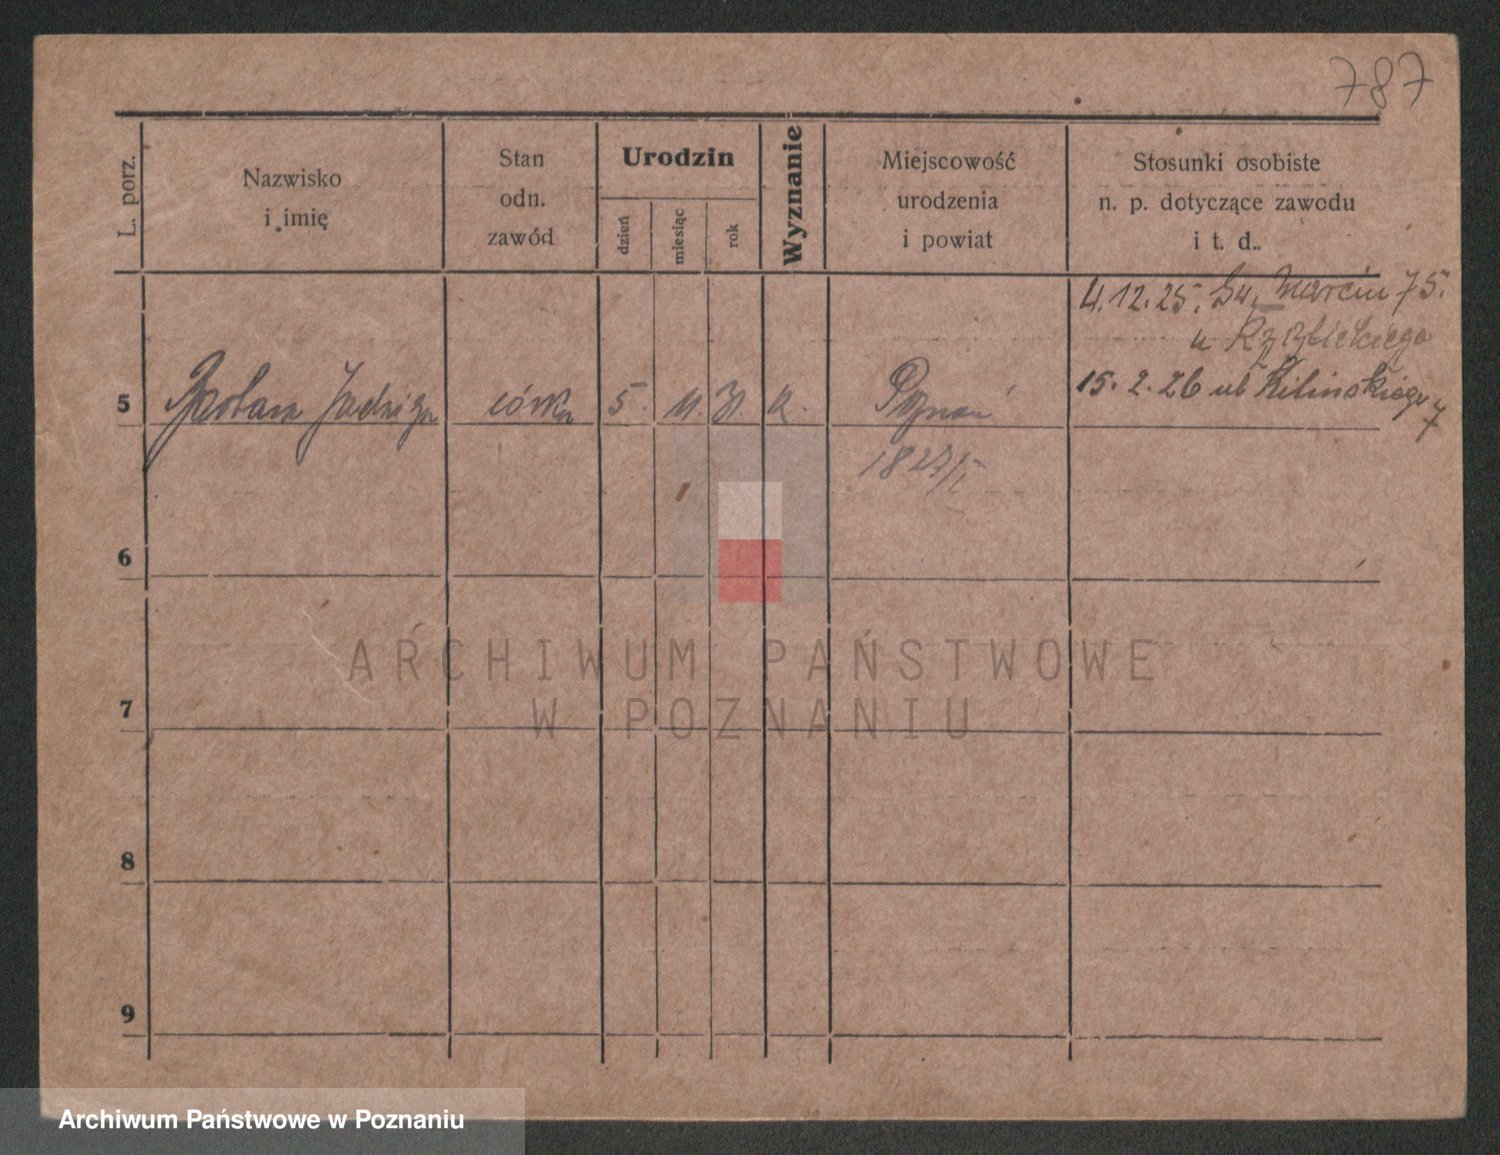 787
L. porz.
Nazwisko
i imię
Stan
odn.
zawód
Urodzin
dzień
miesiąc
rok
Wyznanie
Miejscowość
urodzenia
i powiat
Stosunki osobiste
n. p. dotyczące zawodu
i t. d..
4.12.25. Św. Marcin 75.
u
15. 2. 26 ul Kilińskiego 7
5 Jadwiga córka 5. 11. k. Poznań
6
7
8
9
ARCHIWUM PAŃSTWOWE
W POZNANIU
Archiwum Państwowe w Poznaniu